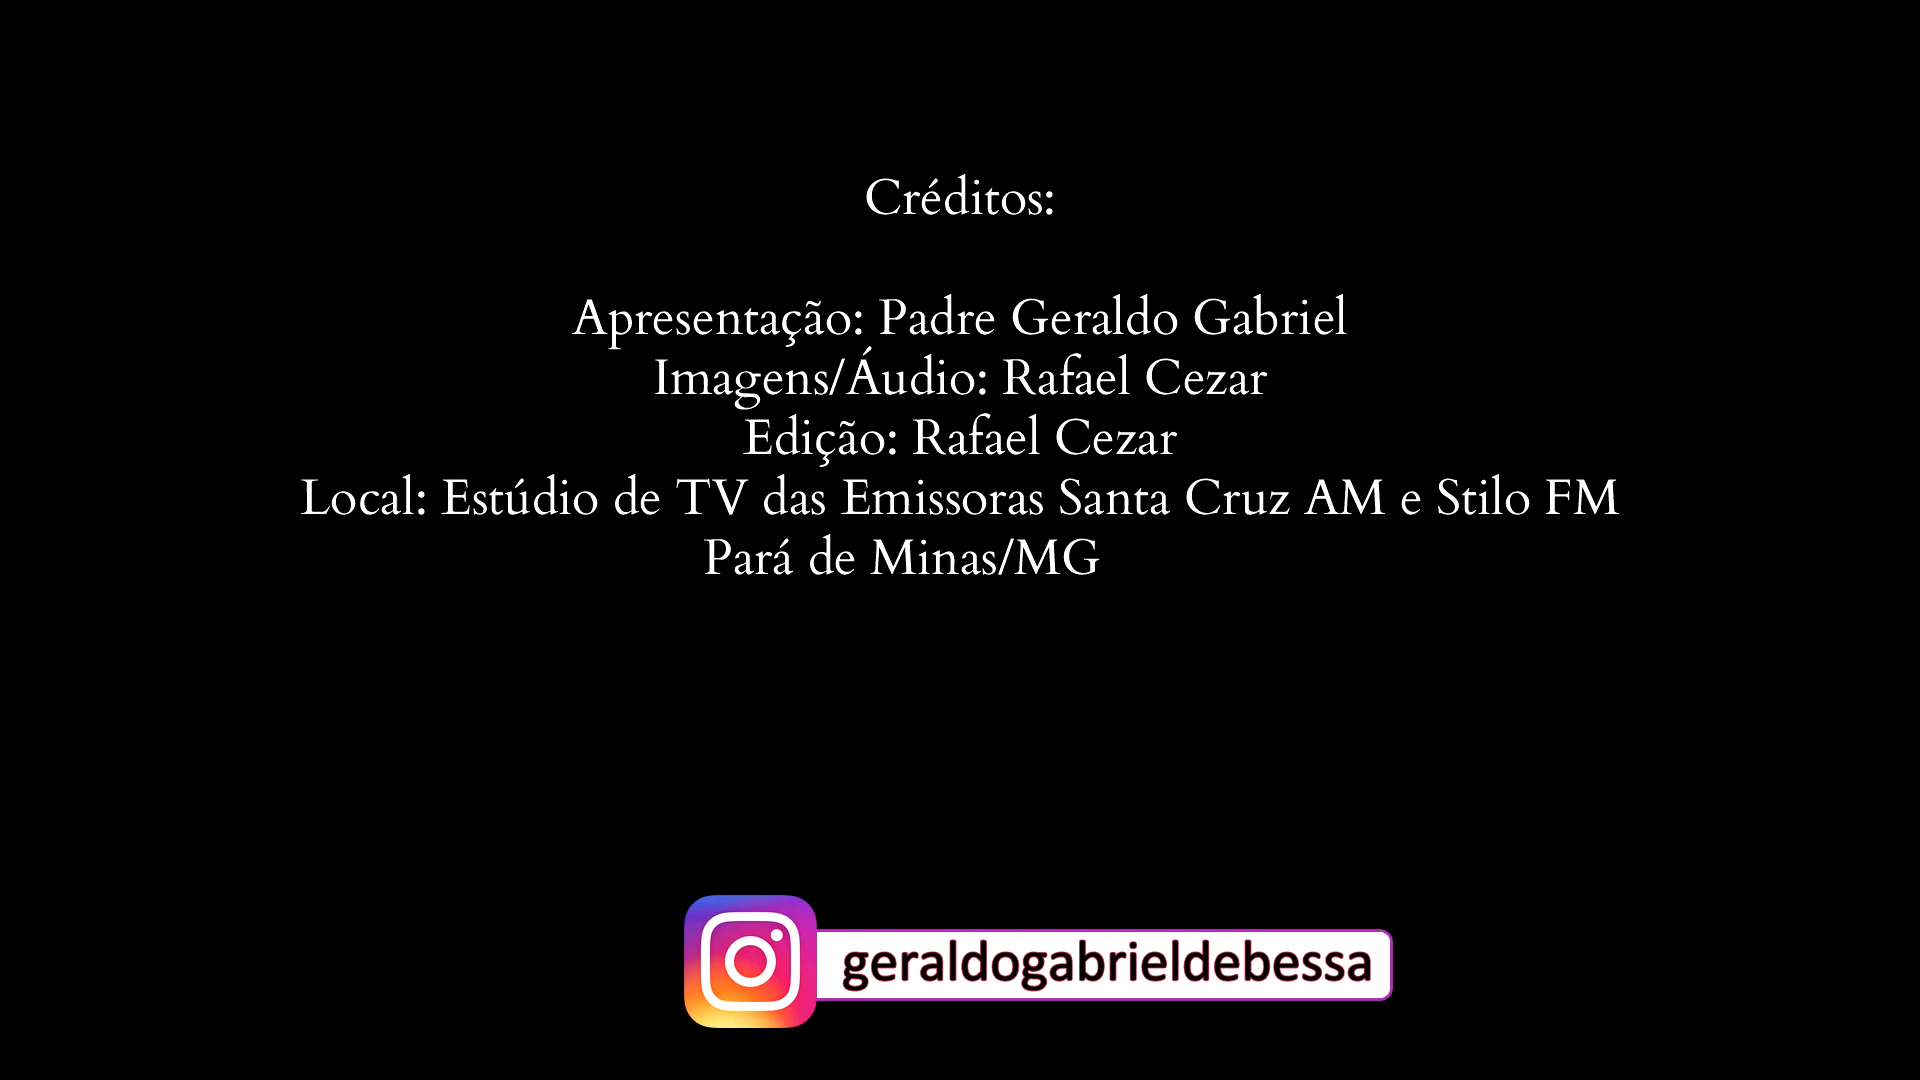 Créditos:
Apresentação: Padre Geraldo Gabriel
Imagens/Áudio: Rafael Cezar
Edição: Rafael Cezar
Local: Estúdio de TV das Emissoras Santa Cruz AM e Stilo FM
Pará de Minas/MG
geraldogabrieldebessa